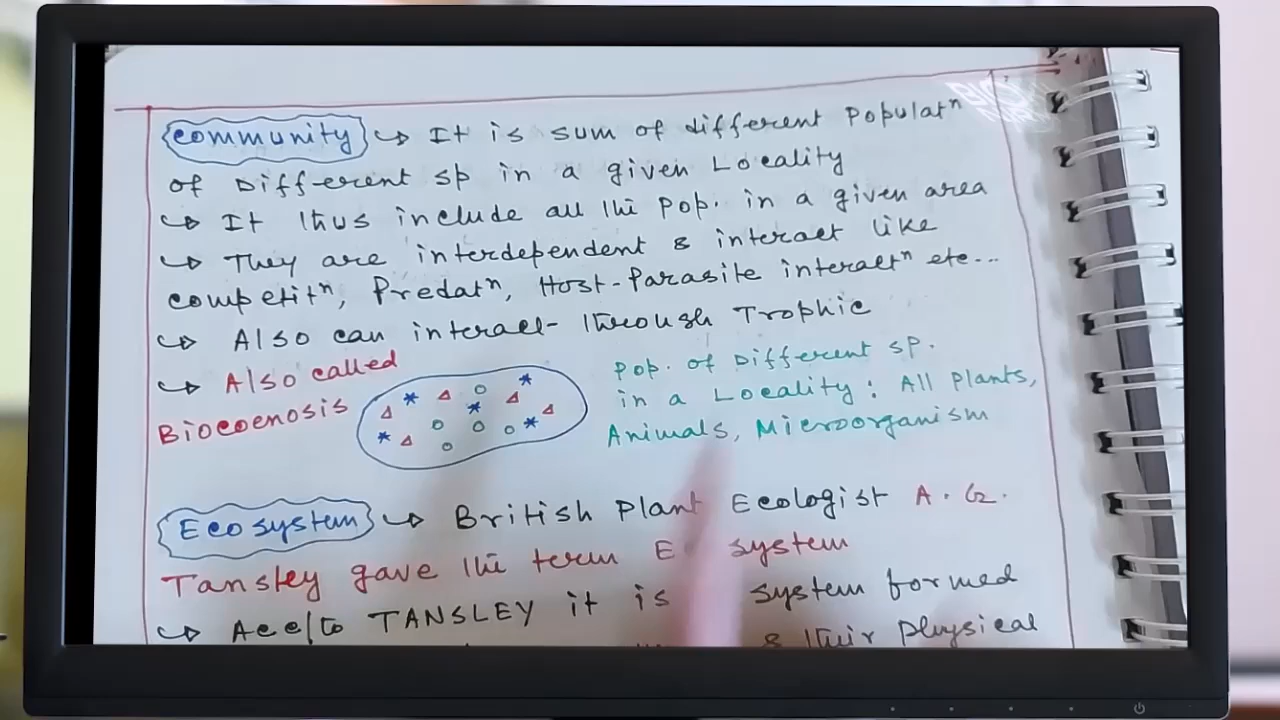 community ↪ It is sum of different Populatⁿ
of Different sp in a given Locality
↪ It thus include all the pop. in a given area
↪ They are interdependent & interact like
competitⁿ, Predatⁿ, Host-Parasite interactⁿ etc...
↪ Also can interact through Trophic
↪ Also called
Biocoenosis
Pop. of Different sp.
in a Locality: All Plants,
Animals, Microorganism
Ecosystem ↪ British Plant Ecologist A. G.
Tansley gave the term system
↪ Acc/to TANSLEY it is system formed
& their physical